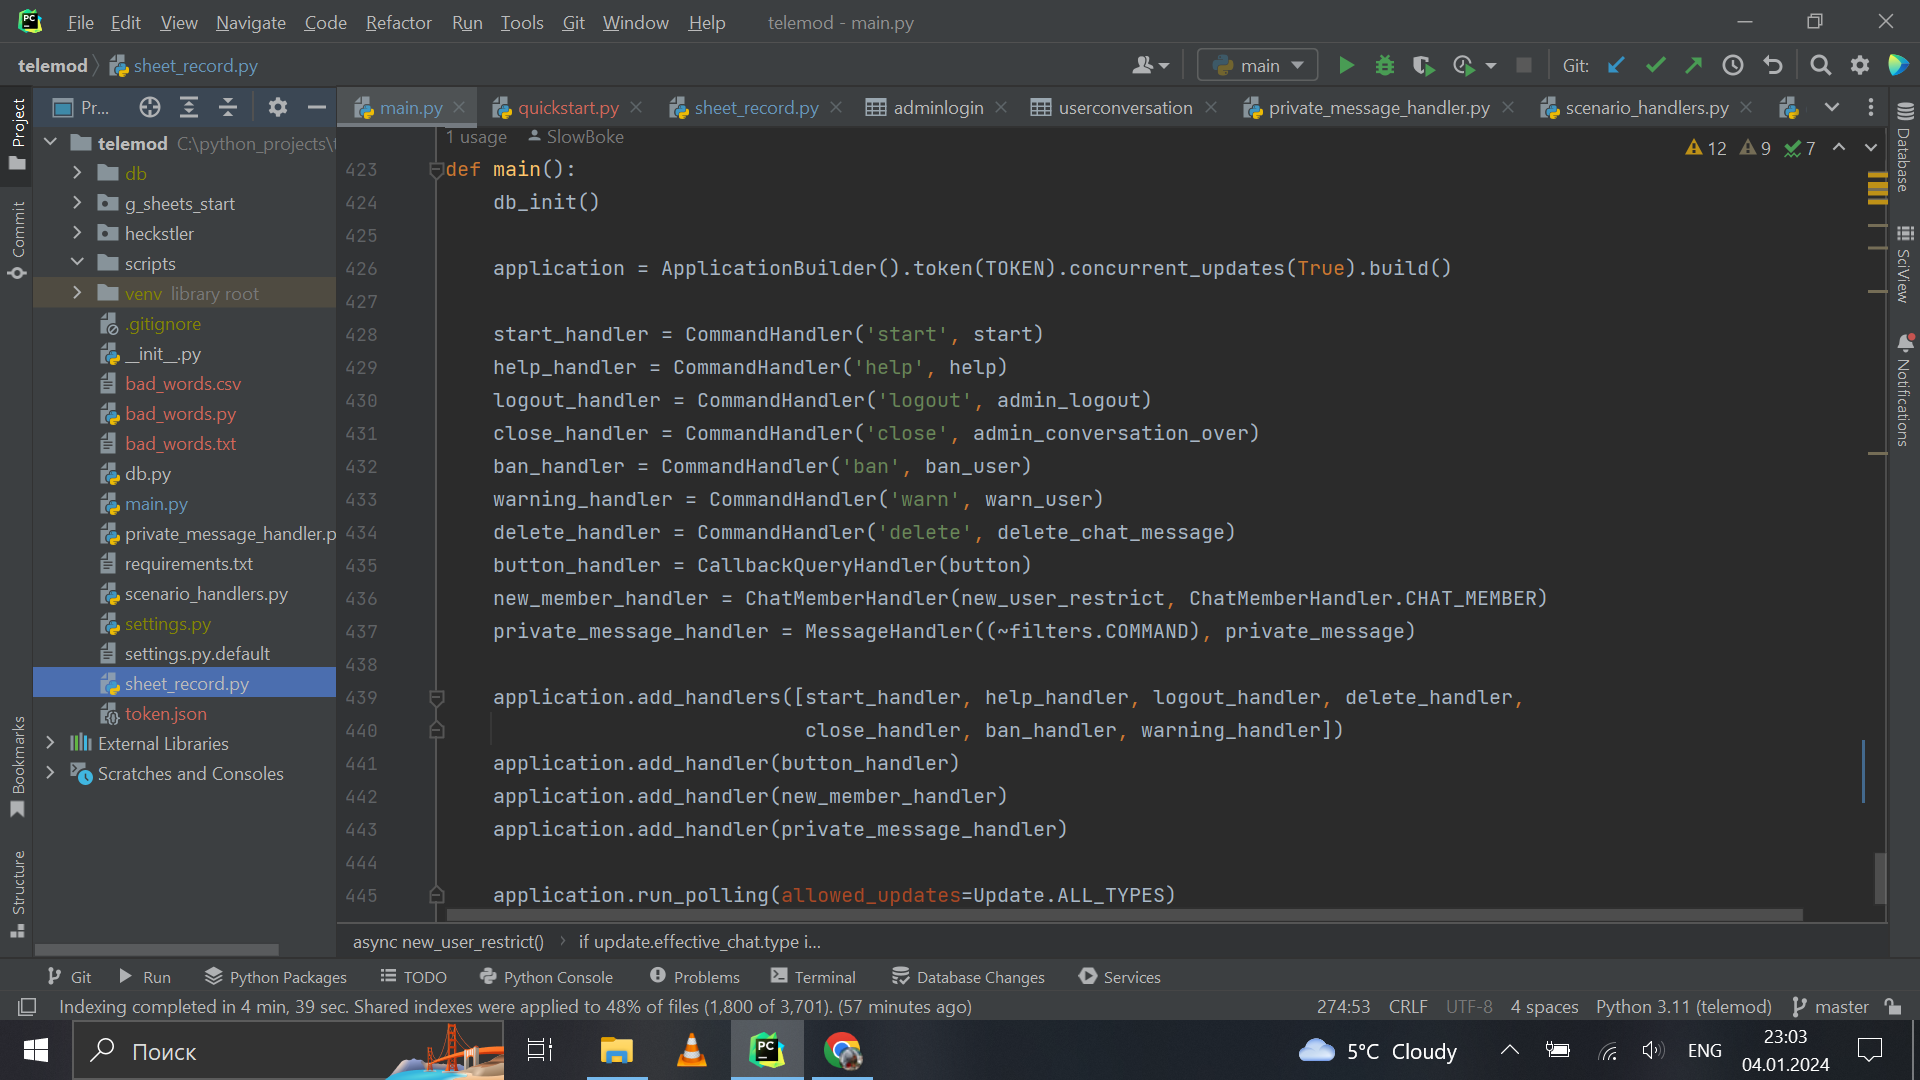 File Edit View Navigate Code Refactor Run Tools Git Window Help telemod - main.py
telemod sheet_record.py main Git:
Project
Pr...
main.py quickstart.py sheet_record.py adminlogin userconversation private_message_handler.py scenario_handlers.py
telemod C:\python_projects\t
db
g_sheets_start
heckstler
scripts
venv library root
.gitignore
__init__.py
bad_words.csv
bad_words.py
bad_words.txt
db.py
main.py
private_message_handler.p
requirements.txt
scenario_handlers.py
settings.py
settings.py.default
sheet_record.py
token.json
External Libraries
Scratches and Consoles
Commit
Bookmarks
Structure
1 usage SlowBoke
12 9 7
423 def main():
424 db_init()
425
426 application = ApplicationBuilder().token(TOKEN).concurrent_updates(True).build()
427
428 start_handler = CommandHandler('start', start)
429 help_handler = CommandHandler('help', help)
430 logout_handler = CommandHandler('logout', admin_logout)
431 close_handler = CommandHandler('close', admin_conversation_over)
432 ban_handler = CommandHandler('ban', ban_user)
433 warning_handler = CommandHandler('warn', warn_user)
434 delete_handler = CommandHandler('delete', delete_chat_message)
435 button_handler = CallbackQueryHandler(button)
436 new_member_handler = ChatMemberHandler(new_user_restrict, ChatMemberHandler.CHAT_MEMBER)
437 private_message_handler = MessageHandler((~filters.COMMAND), private_message)
438
439 application.add_handlers([start_handler, help_handler, logout_handler, delete_handler,
440 close_handler, ban_handler, warning_handler])
441 application.add_handler(button_handler)
442 application.add_handler(new_member_handler)
443 application.add_handler(private_message_handler)
444
445 application.run_polling(allowed_updates=Update.ALL_TYPES)
Database
SciView
Notifications
async new_user_restrict() if update.effective_chat.type i...
Git Run Python Packages TODO Python Console Problems Terminal Database Changes Services
Indexing completed in 4 min, 39 sec. Shared indexes were applied to 48% of files (1,800 of 3,701). (57 minutes ago) 274:53 CRLF UTF-8 4 spaces Python 3.11 (telemod) master
Поиск
PC
5°C Cloudy
ENG
23:03
04.01.2024